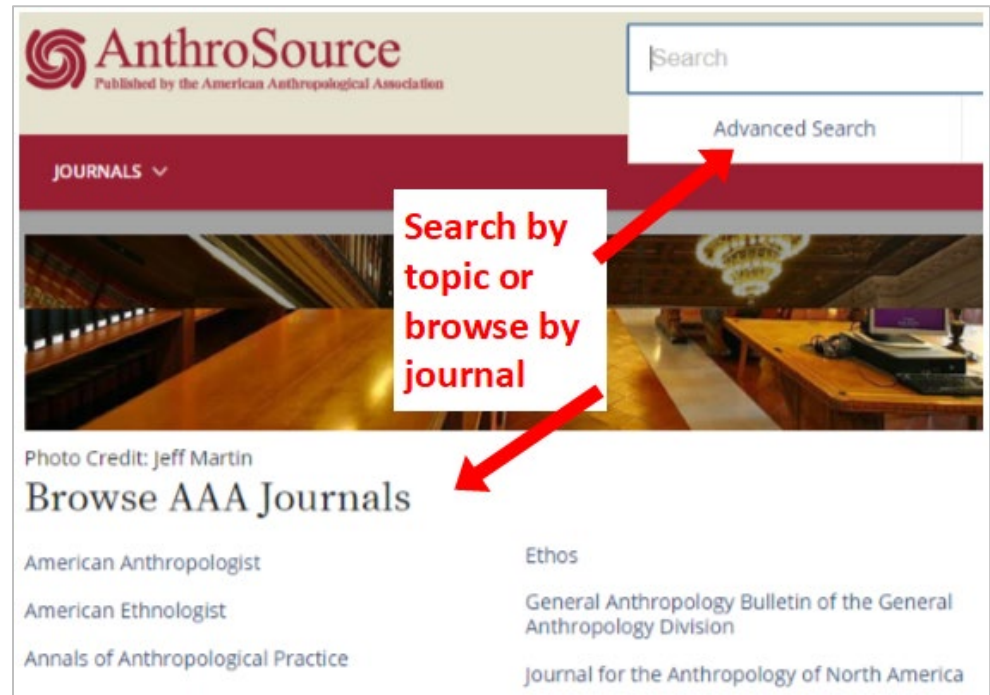 AnthroSource
Published by the American Anthropological Association
Search
Advanced Search
JOURNALS
Search by
topic or
browse by
journal
Photo Credit: Jeff Martin
Browse AAA Journals
American Anthropologist
American Ethnologist
Annals of Anthropological Practice
Ethos
General Anthropology Bulletin of the General
Anthropology Division
Journal for the Anthropology of North America